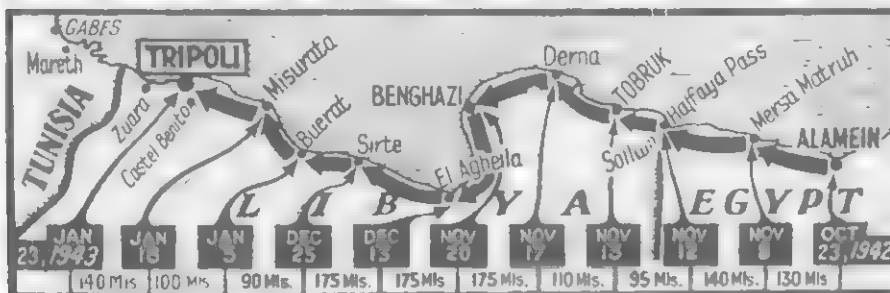 GABES
Mareth
TUNISIA
Zuara
TRIPOLI
Castel Benito
Misurata
Buerat
Sirte
El Agheila
BENGHAZI
Derna
TOBRUK
Sollum
Halfaya Pass
Mersa Matruh
ALAMEIN
LIBYA
EGYPT
JAN 23, 1943
JAN 18
JAN 5
DEC 25
DEC 13
NOV 20
NOV 17
NOV 13
NOV 12
NOV 8
OCT 23, 1942
140 Mls
100 Mls
90 Mls.
175 Mls.
175 Mls
175 Mls.
110 Mls.
95 Mls.
140 Mls.
130 Mls.